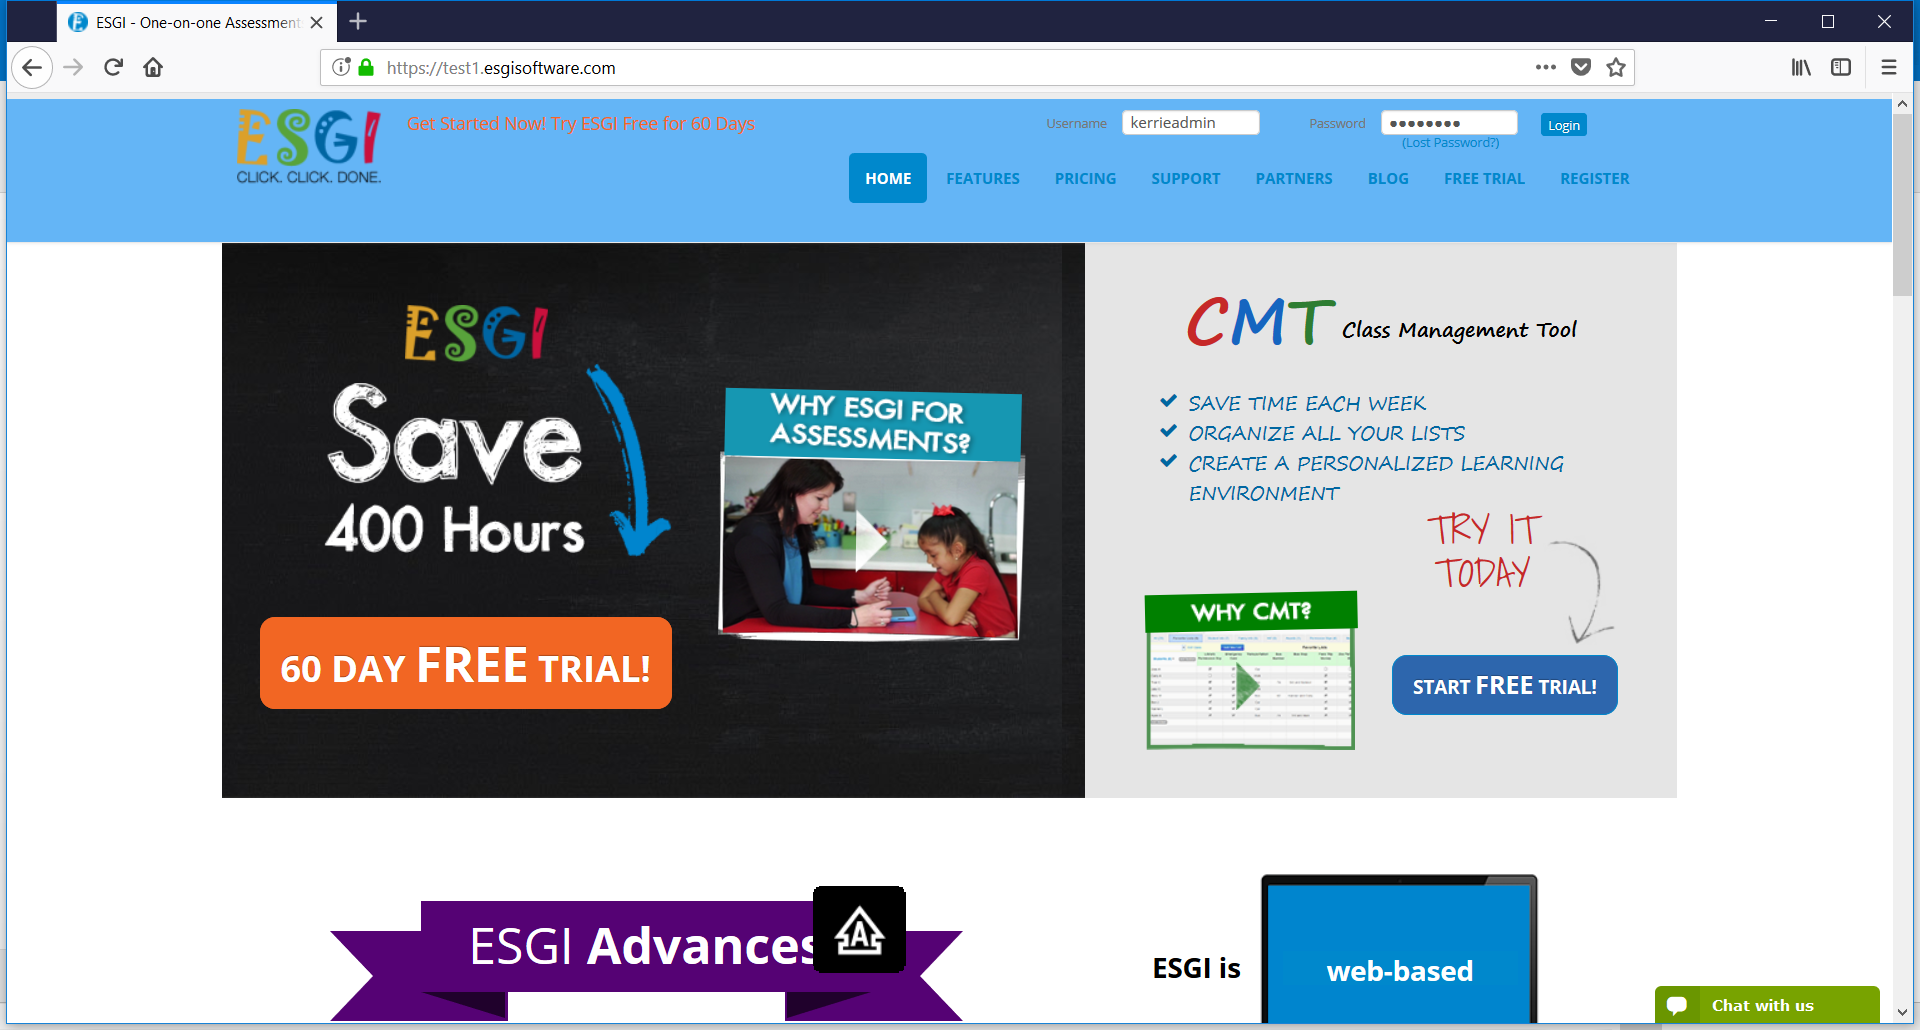 ESGI - One-on-one Assessment
https://test1.esgisoftware.com
ESGI
CLICK. CLICK. DONE.
Get Started Now! Try ESGI Free for 60 Days
Username
kerrieadmin
Password
●●●●●●●●
Login
(Lost Password?)
HOME
FEATURES
PRICING
SUPPORT
PARTNERS
BLOG
FREE TRIAL
REGISTER
ESGI
Save
400 Hours
60 DAY FREE TRIAL!
WHY ESGI FOR
ASSESSMENTS?
CMT Class Management Tool
SAVE TIME EACH WEEK
ORGANIZE ALL YOUR LISTS
CREATE A PERSONALIZED LEARNING
ENVIRONMENT
TRY IT
TODAY
WHY CMT?
START FREE TRIAL!
ESGI Advances
A
ESGI is
web-based
Chat with us